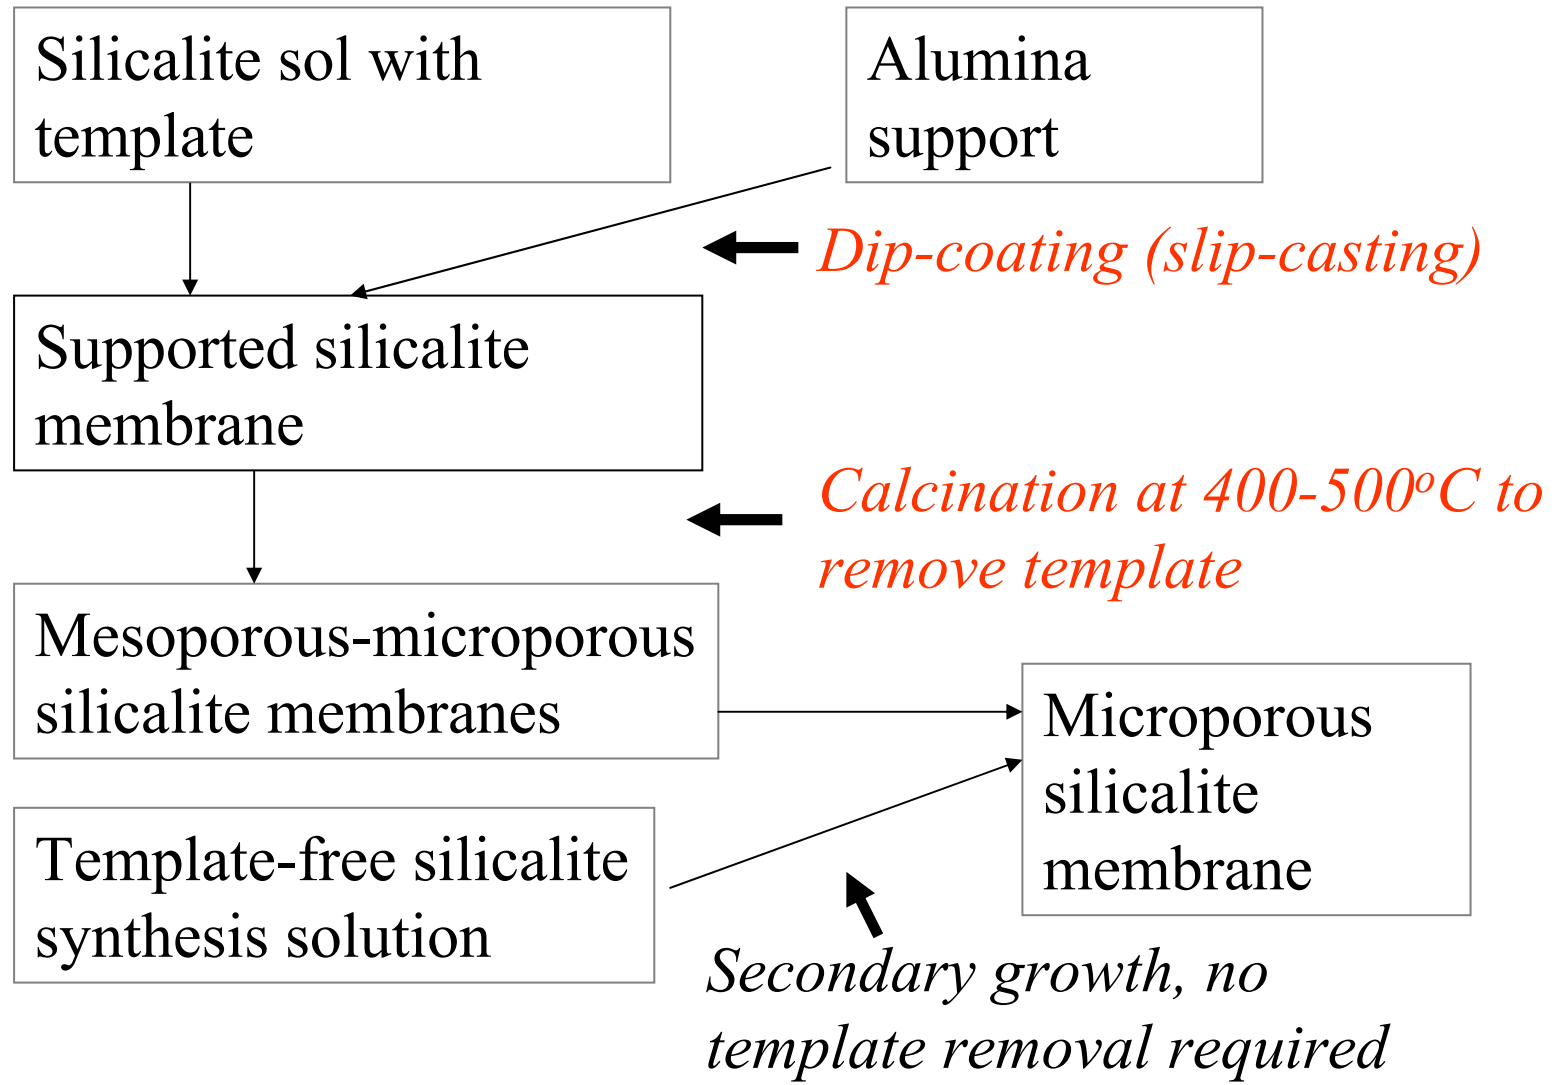 Silicalite sol with
template
Alumina
support
Dip-coating (slip-casting)
Supported silicalite
membrane
Calcination at 400-500ºC to
remove template
Mesoporous-microporous
silicalite membranes
Microporous
silicalite
membrane
Template-free silicalite
synthesis solution
Secondary growth, no
template removal required